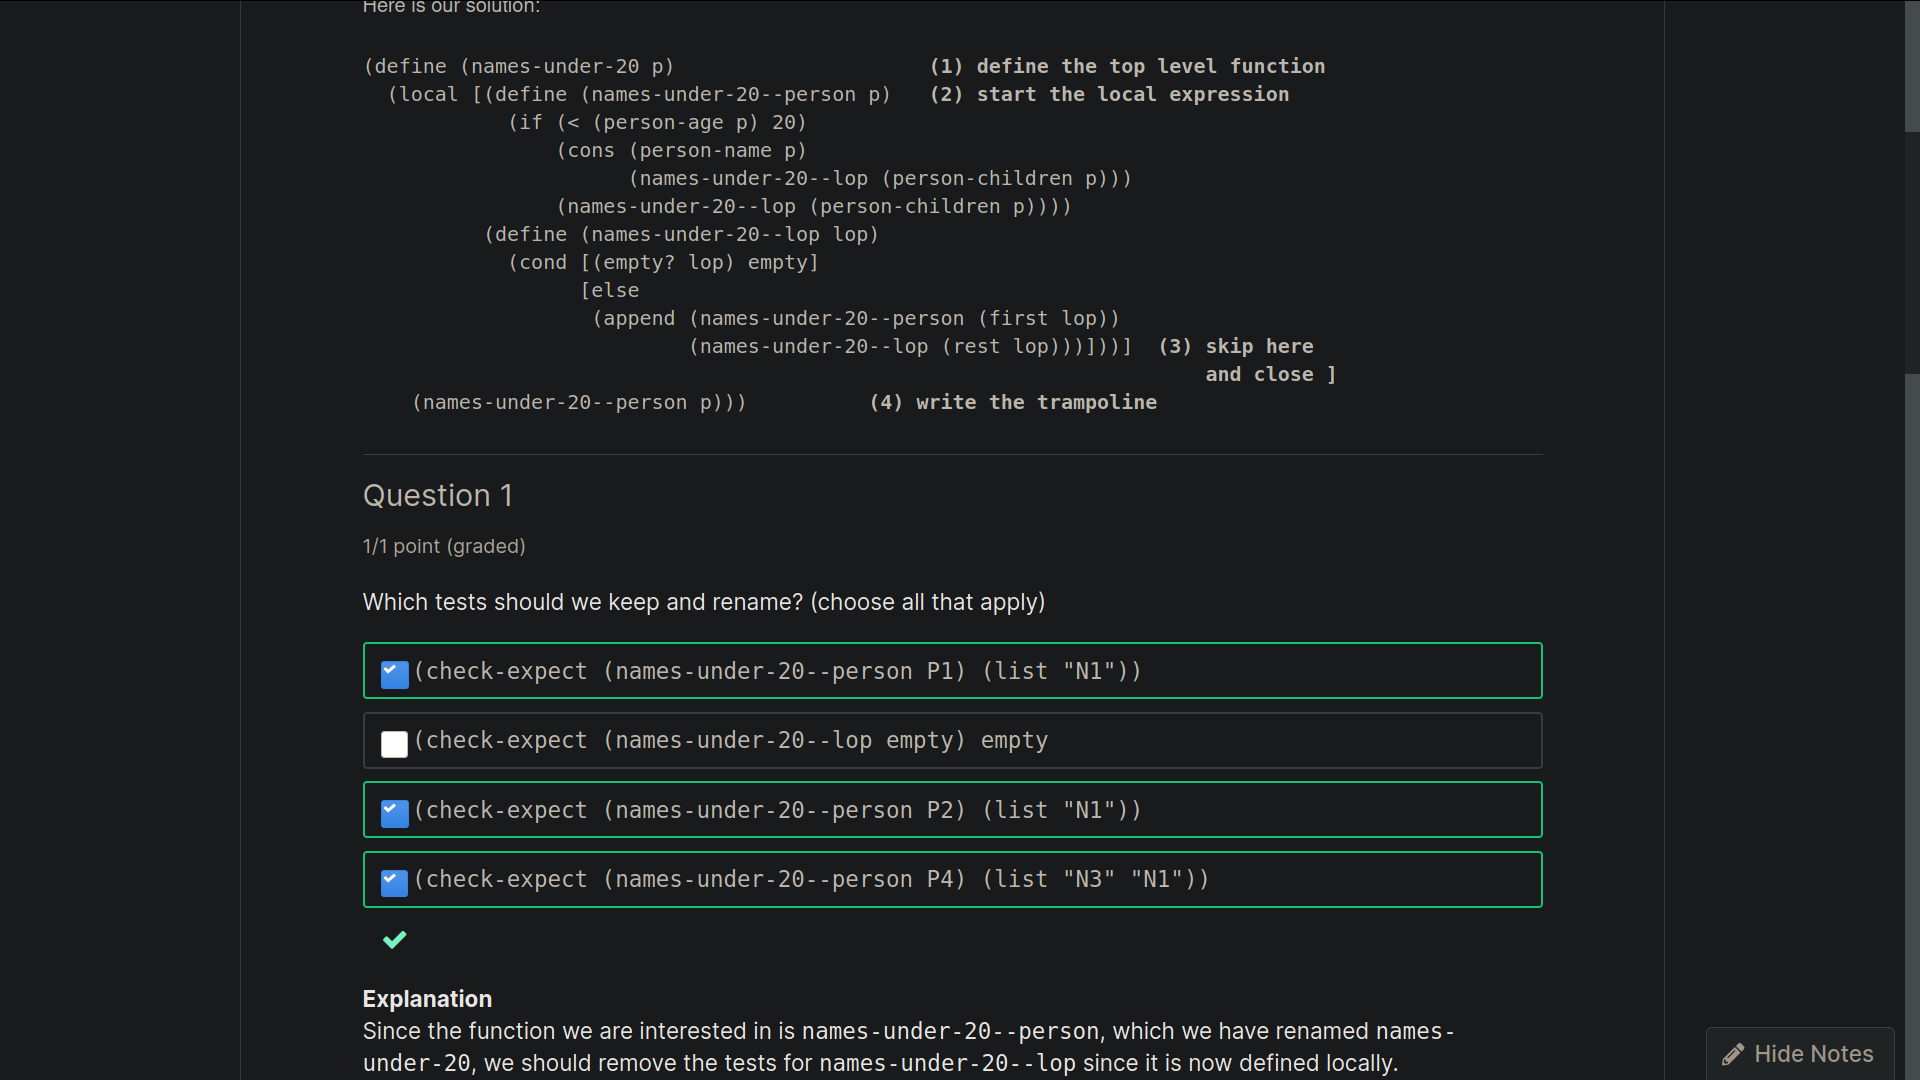 Here is our solution:
(define (names-under-20 p) (1) define the top level function
(local [(define (names-under-20--person p) (2) start the local expression
(if (< (person-age p) 20)
(cons (person-name p)
(names-under-20--lop (person-children p)))
(names-under-20--lop (person-children p))))
(define (names-under-20--lop lop)
(cond [(empty? lop) empty]
[else
(append (names-under-20--person (first lop))
(names-under-20--lop (rest lop)))]))] (3) skip here
and close ]
(names-under-20--person p))) (4) write the trampoline
Question 1
1/1 point (graded)
Which tests should we keep and rename? (choose all that apply)
(check-expect (names-under-20--person P1) (list "N1"))
(check-expect (names-under-20--lop empty) empty
(check-expect (names-under-20--person P2) (list "N1"))
(check-expect (names-under-20--person P4) (list "N3" "N1"))
Explanation
Since the function we are interested in is names-under-20--person, which we have renamed names-
under-20, we should remove the tests for names-under-20--lop since it is now defined locally.
Hide Notes